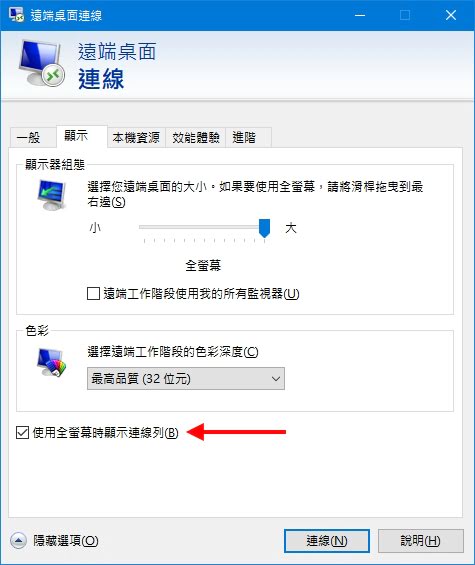 遠端桌面連線
遠端桌面
連線
一般 顯示 本機資源 效能體驗 進階
顯示器組態
選擇您遠端桌面的大小。如果要使用全螢幕，請將滑桿拖曳到最
右邊(S)
小 大
全螢幕
遠端工作階段使用我的所有監視器(U)
色彩
選擇遠端工作階段的色彩深度(C)
最高品質 (32 位元)
使用全螢幕時顯示連線列(B)
隱藏選項(O) 連線(N) 說明(H)